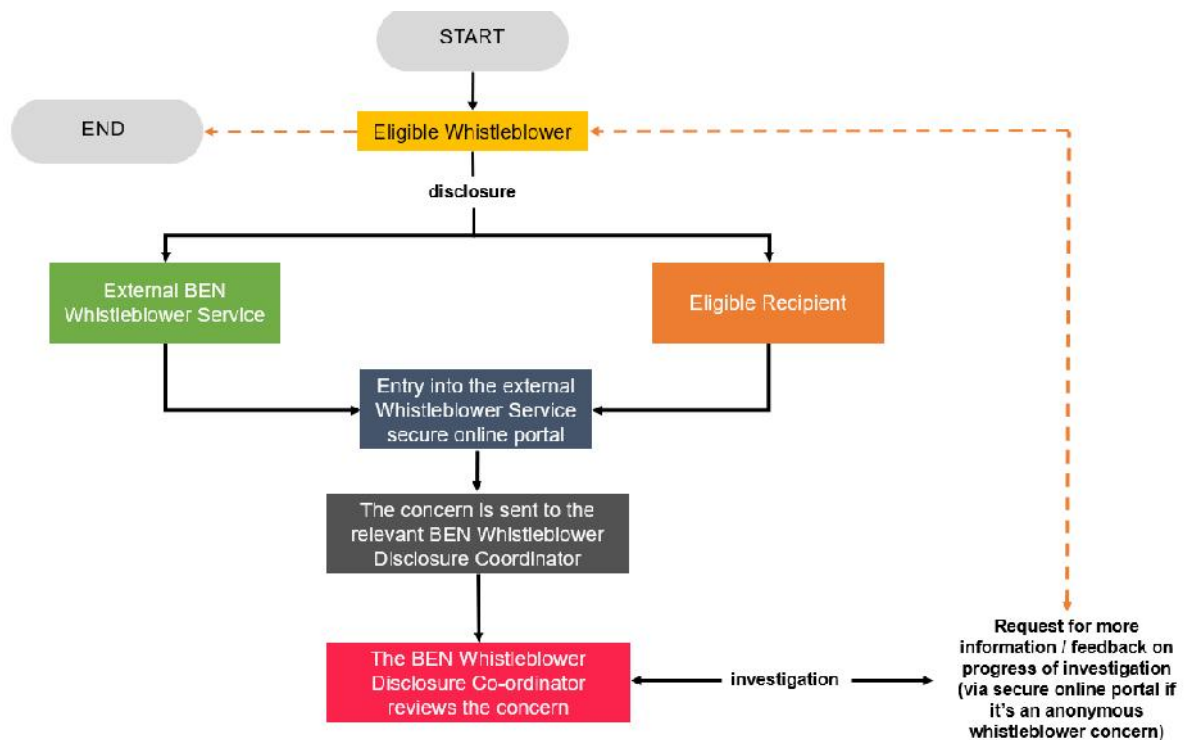 START
END
Eligible Whistleblower
disclosure
External BEN
Whistleblower Service
Eligible Recipient
Entry into the external
Whistleblower Service
secure online portal
The concern is sent to the
relevant BEN Whistleblower
Disclosure Coordinator
The BEN Whistleblower
Disclosure Co-ordinator
reviews the concern
investigation
Request for more
information / feedback on
progress of investigation
(via secure online portal if
it's an anonymous
whistleblower concern)